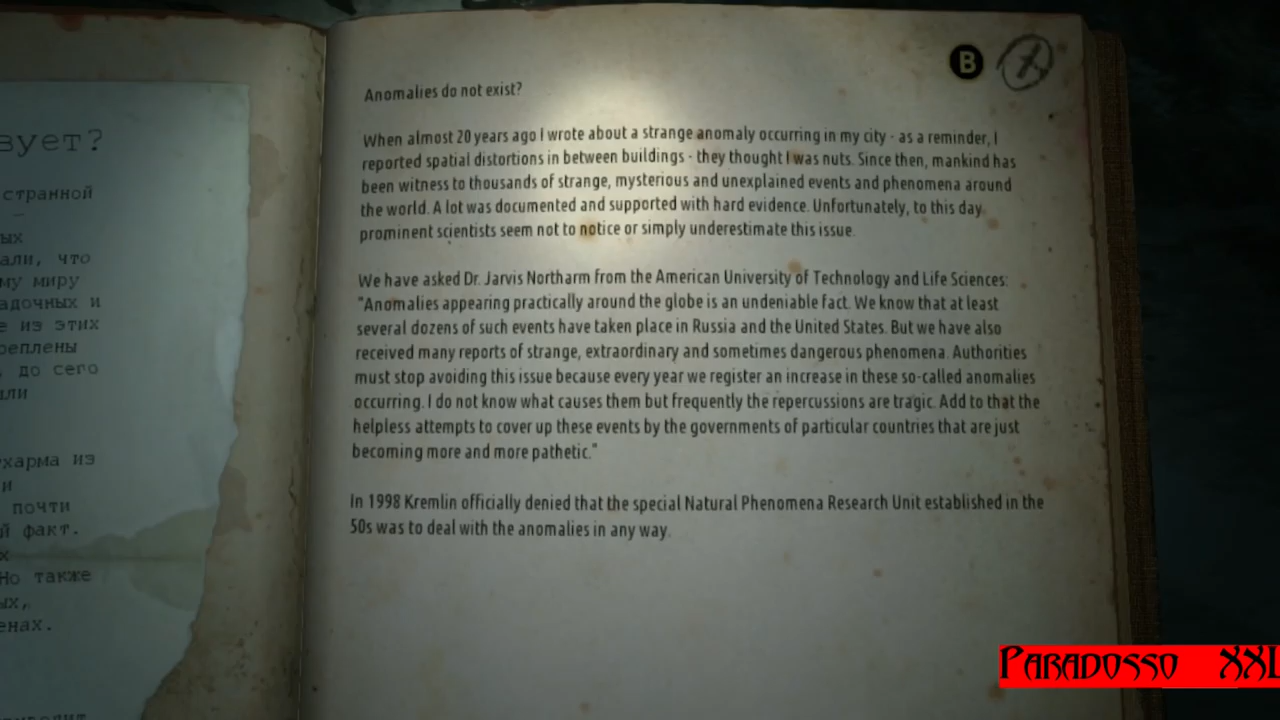 вует?
странной
–
ых
али, что
му миру
адочных и
е из этих
реплены
, до сего
или
харма из
и
почти
й факт.
х
Но также
ых,
енах.
B
Anomalies do not exist?
When almost 20 years ago I wrote about a strange anomaly occurring in my city - as a reminder, I
reported spatial distortions in between buildings - they thought I was nuts. Since then, mankind has
been witness to thousands of strange, mysterious and unexplained events and phenomena around
the world. A lot was documented and supported with hard evidence. Unfortunately, to this day
prominent scientists seem not to notice or simply underestimate this issue.
We have asked Dr. Jarvis Northarm from the American University of Technology and Life Sciences:
"Anomalies appearing practically around the globe is an undeniable fact. We know that at least
several dozens of such events have taken place in Russia and the United States. But we have also
received many reports of strange, extraordinary and sometimes dangerous phenomena. Authorities
must stop avoiding this issue because every year we register an increase in these so-called anomalies
occurring. I do not know what causes them but frequently the repercussions are tragic. Add to that the
helpless attempts to cover up these events by the governments of particular countries that are just
becoming more and more pathetic."
In 1998 Kremlin officially denied that the special Natural Phenomena Research Unit established in the
50s was to deal with the anomalies in any way.
Paradosso XXL